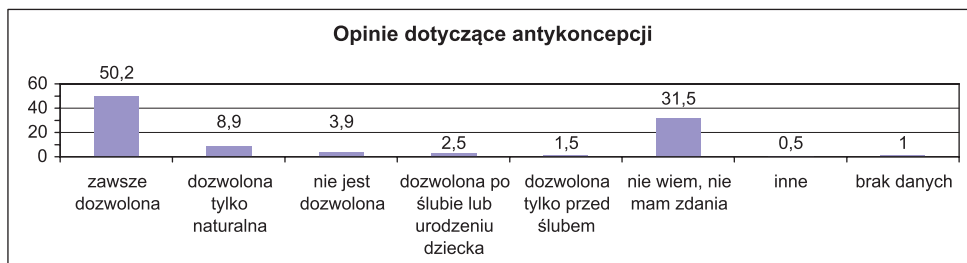 Opinie dotyczące antykoncepcji
50,2
8,9
3,9
2,5
1,5
31,5
0,5
1
60
40
20
0
zawsze
dozwolona
dozwolona
tylko
naturalna
nie jest
dozwolona
dozwolona po
ślubie lub
urodzeniu
dziecka
dozwolona
tylko przed
ślubem
nie wiem, nie
mam zdania
inne
brak danych